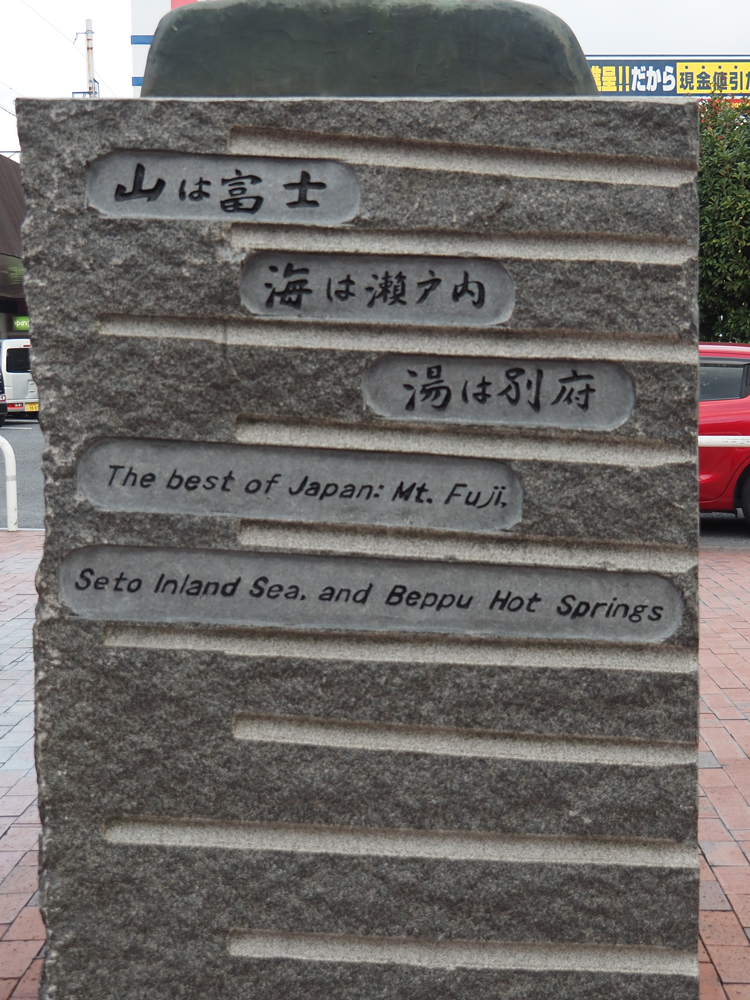 呈!!だから 現金値引
山は富士
海は瀬戸内
湯は別府
The best of Japan: Mt. Fuji,
Seto Inland Sea, and Beppu Hot Springs